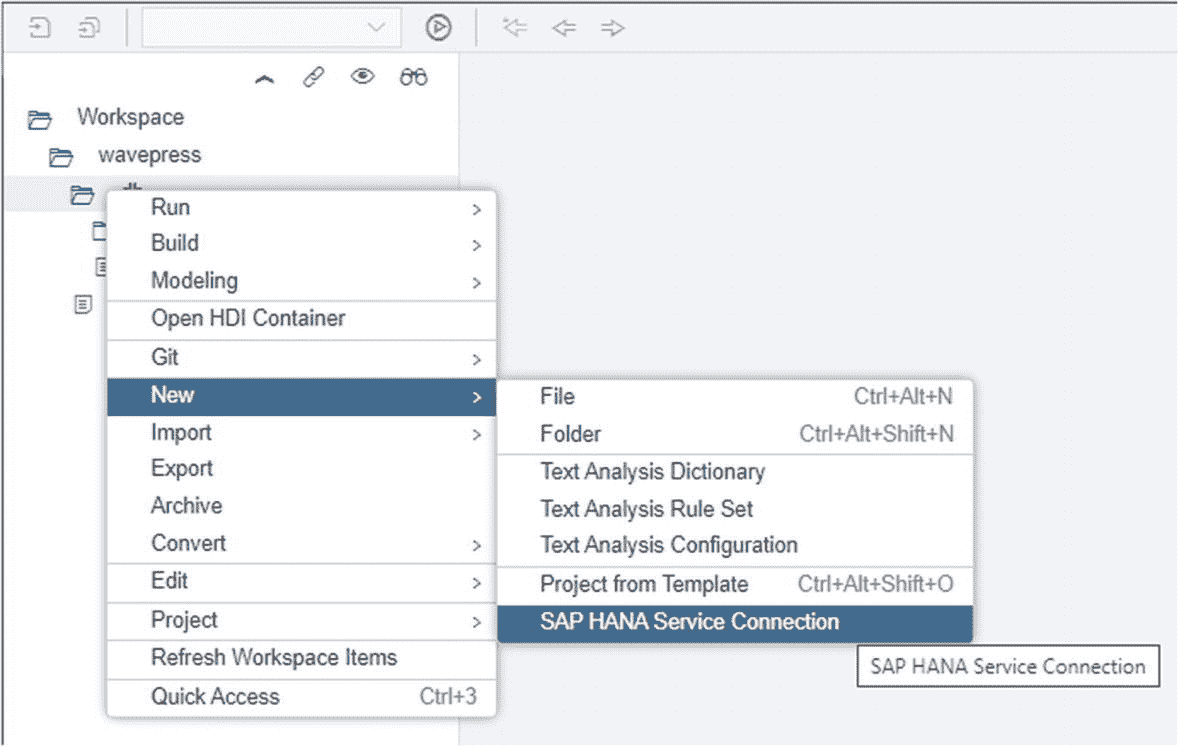 Workspace
wavepress
Run
Build
Modeling
Open HDI Container
Git
New
Import
Export
Archive
Convert
Edit
Project
Refresh Workspace Items
Quick Access Ctrl+3
File Ctrl+Alt+N
Folder Ctrl+Alt+Shift+N
Text Analysis Dictionary
Text Analysis Rule Set
Text Analysis Configuration
Project from Template Ctrl+Alt+Shift+O
SAP HANA Service Connection
SAP HANA Service Connection